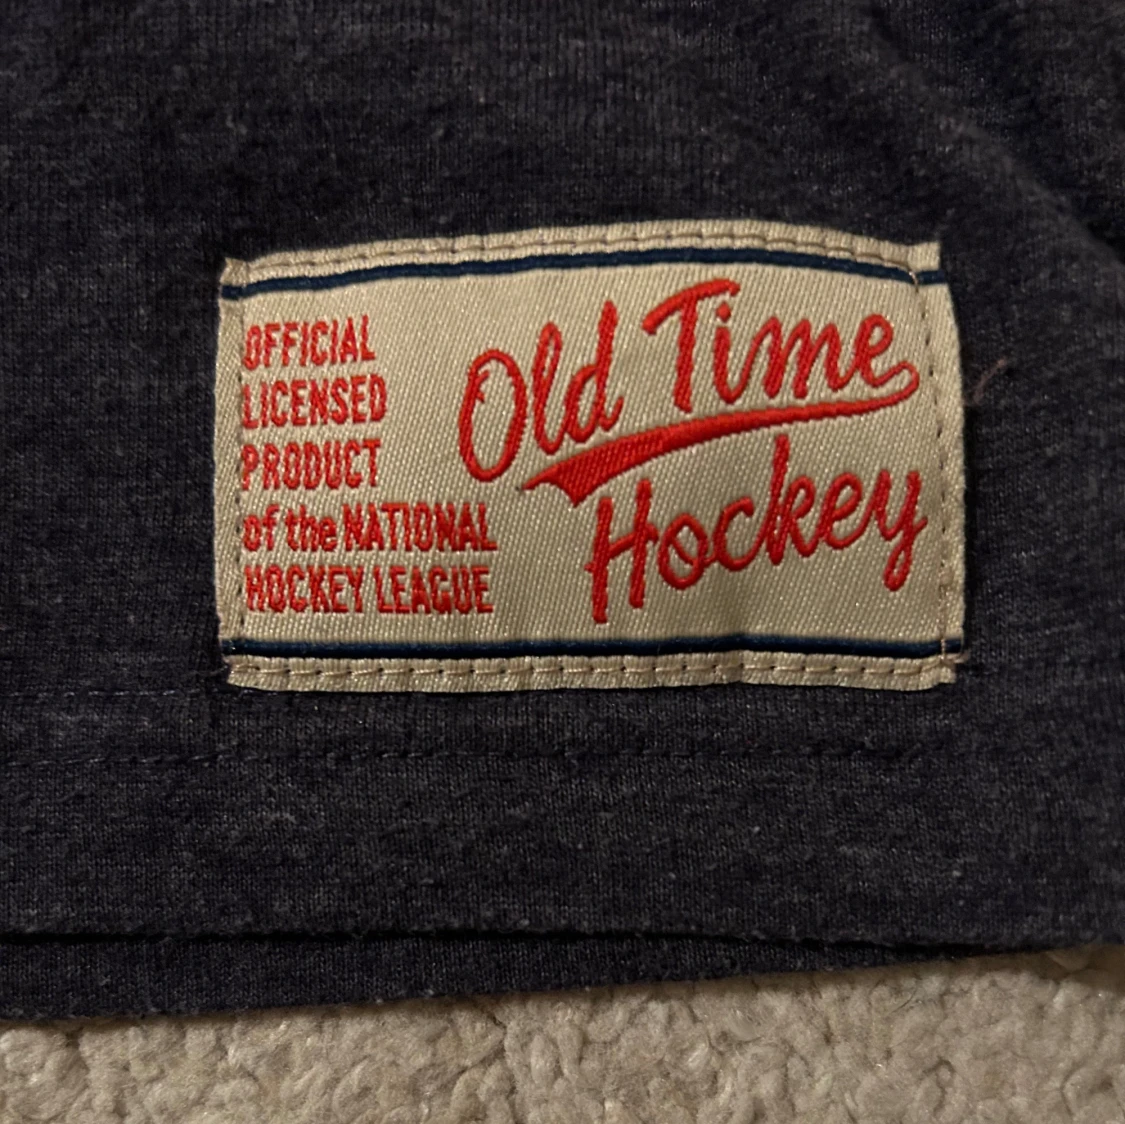 OFFICIAL
LICENSED
PRODUCT
of the NATIONAL
HOCKEY LEAGUE
Old Time
Hockey